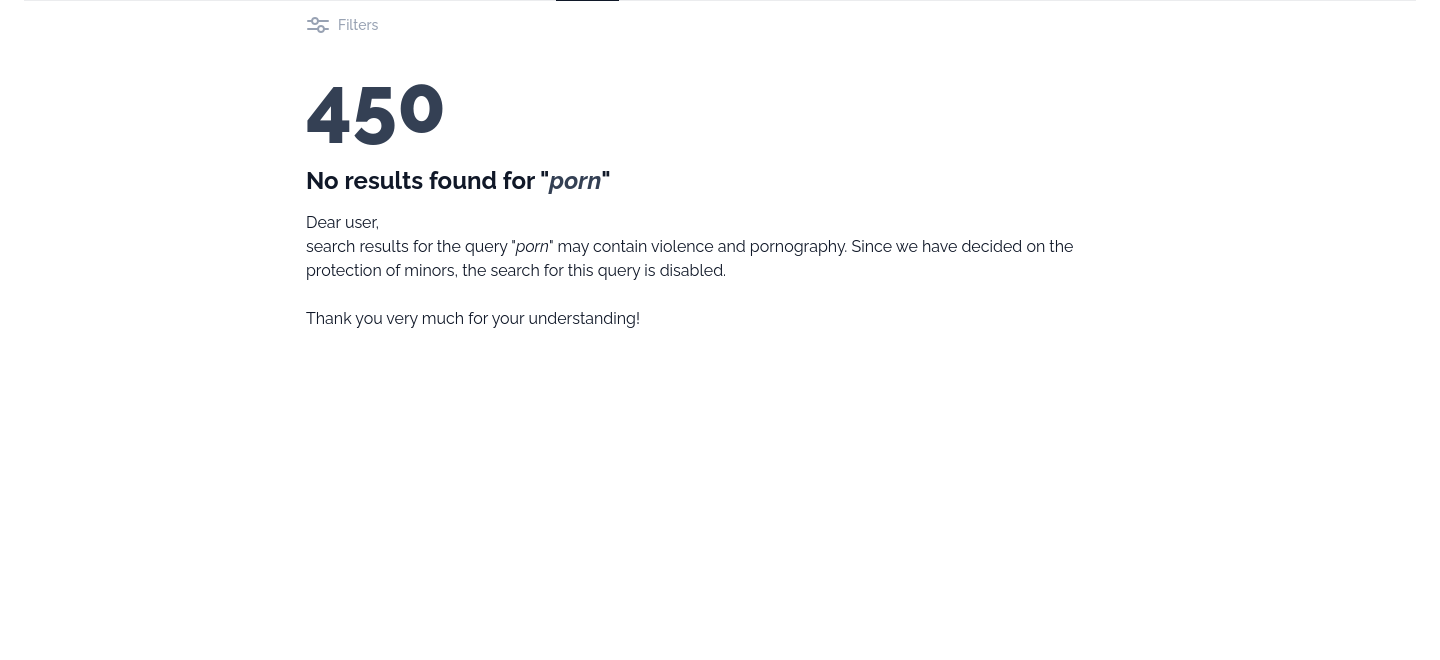 Filters
450
No results found for "porn"
Dear user,
search results for the query "porn" may contain violence and pornography. Since we have decided on the
protection of minors, the search for this query is disabled.
Thank you very much for your understanding!